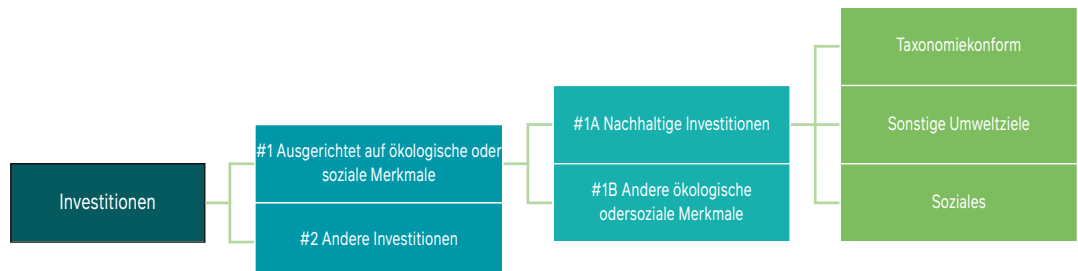 Investitionen
#1 Ausgerichtet auf ökologische oder
soziale Merkmale
#2 Andere Investitionen
#1A Nachhaltige Investitionen
#1B Andere ökologische
odersoziale Merkmale
Taxonomiekonform
Sonstige Umweltziele
Soziales